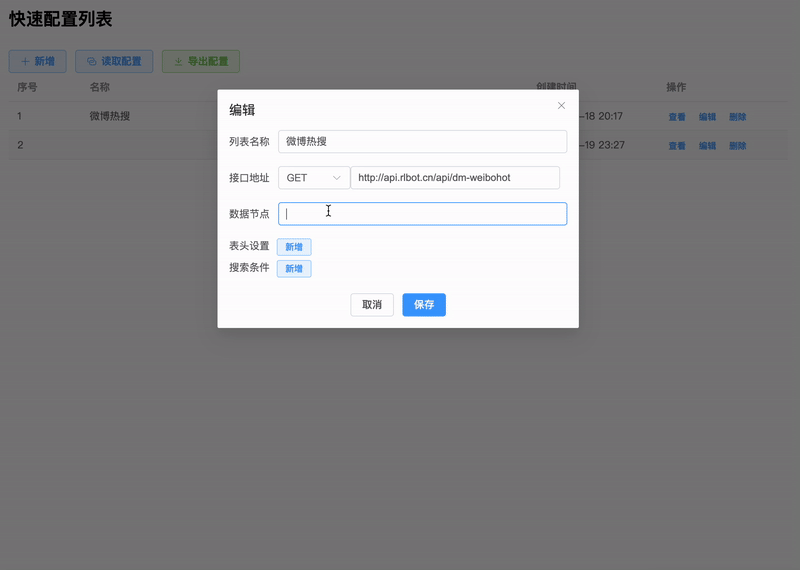 快速配置列表
新增 读取配置 导出配置
序号 名称 创建时间 操作
1 微博热搜 -18 20:17 查看 编辑 删除
2 -19 23:27 查看 编辑 删除
编辑
列表名称 微博热搜
接口地址 GET http://api.rlbot.cn/api/dm-weibohot
数据节点
表头设置 新增
搜索条件 新增
取消 保存